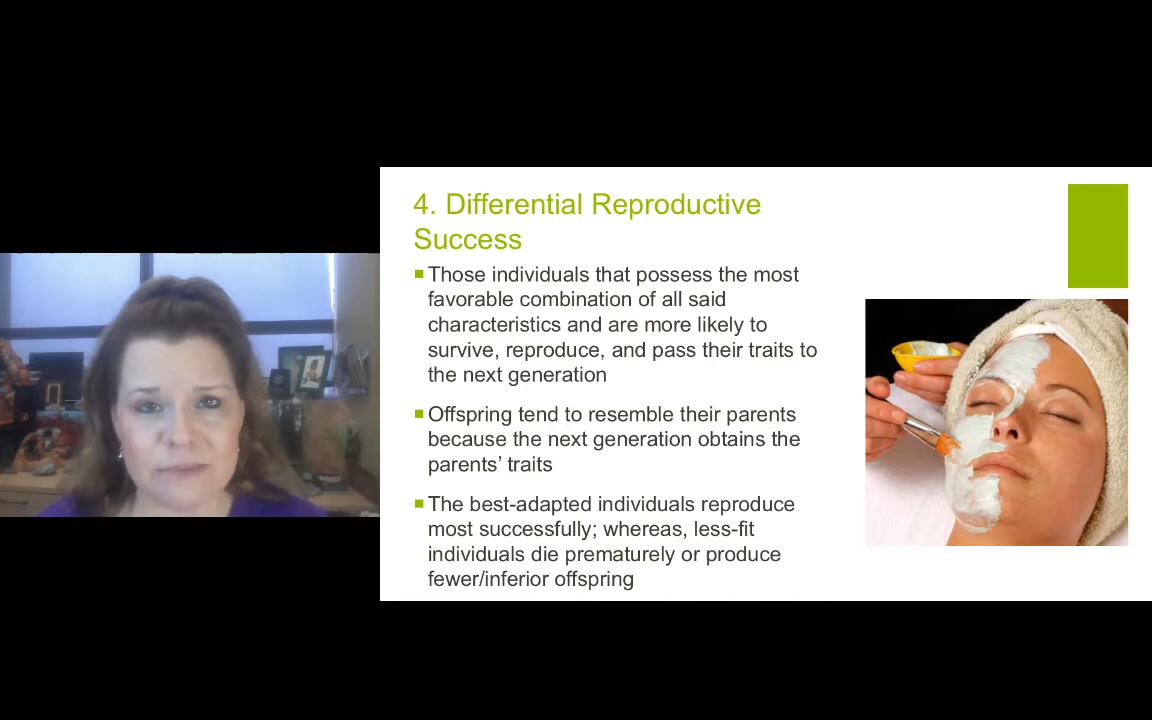 4. Differential Reproductive
Success
Those individuals that possess the most
favorable combination of all said
characteristics and are more likely to
survive, reproduce, and pass their traits to
the next generation
Offspring tend to resemble their parents
because the next generation obtains the
parents’ traits
The best-adapted individuals reproduce
most successfully; whereas, less-fit
individuals die prematurely or produce
fewer/inferior offspring